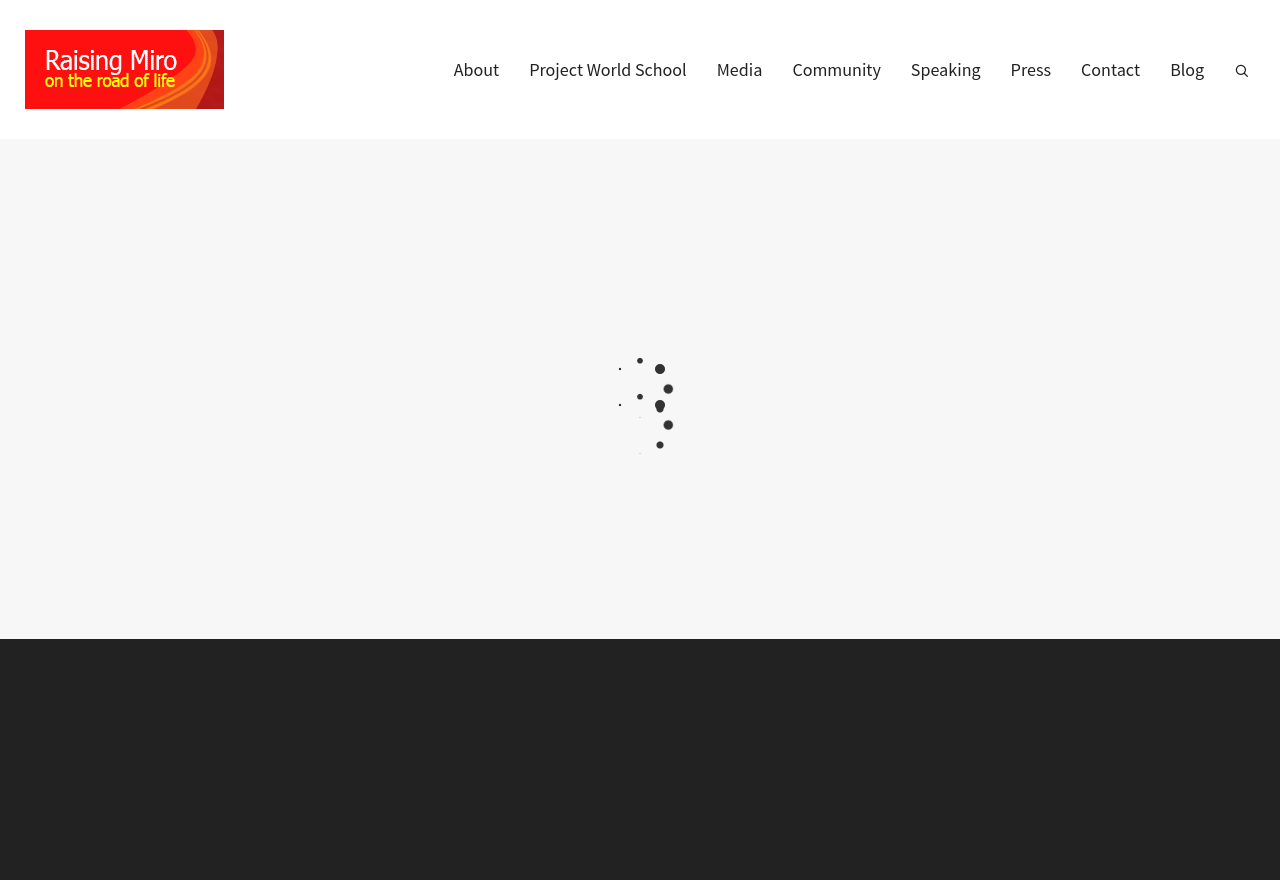 Raising Miro
on the road of life
About Project World School Media Community Speaking Press Contact Blog